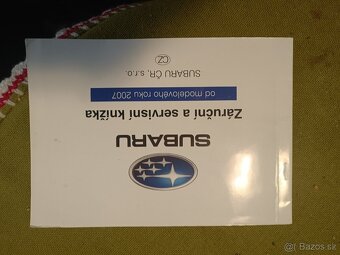 SUBARU
Záruční a servisní knížka
od modelového roku 2007
SUBARU ČR, s.r.o.
CZ
© Bazos.sk